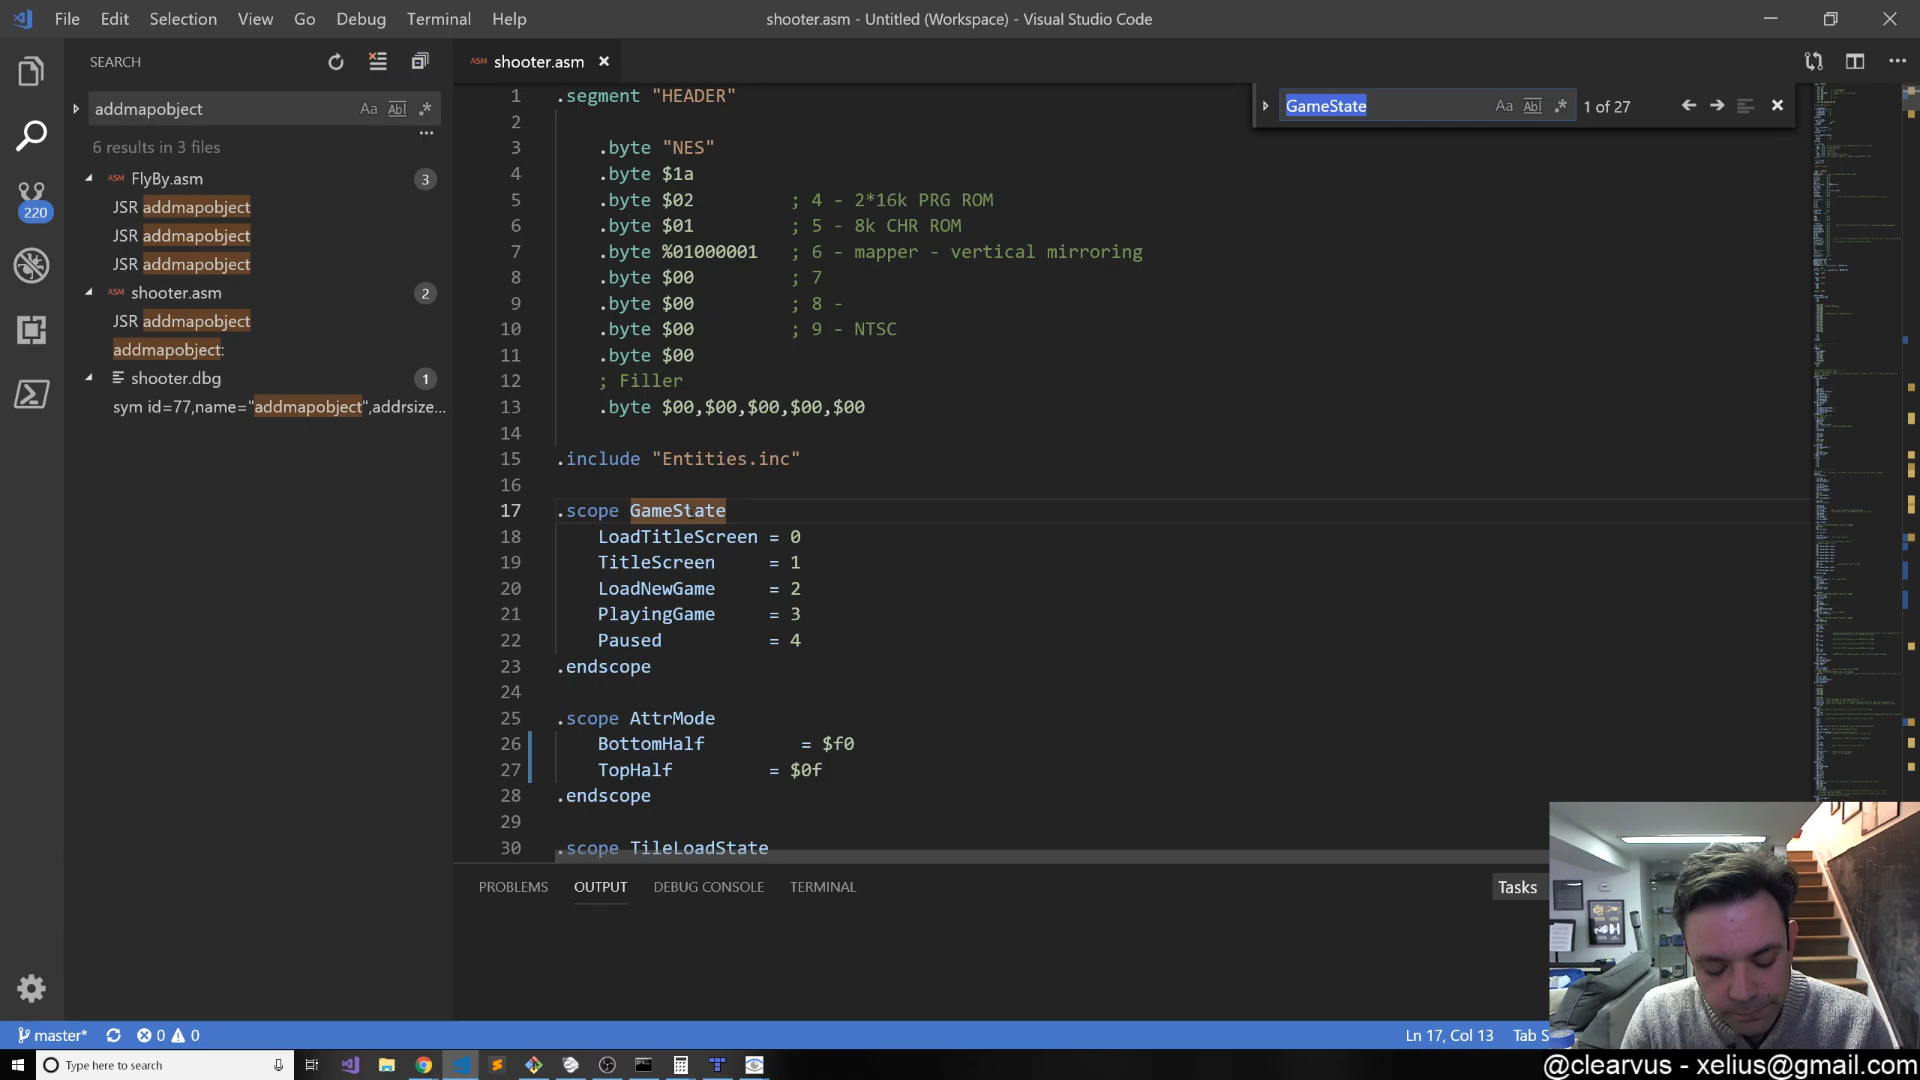 File Edit Selection View Go Debug Terminal Help
shooter.asm - Untitled (Workspace) - Visual Studio Code
SEARCH
addmapobject
6 results in 3 files
ASM FlyBy.asm 3
JSR addmapobject
JSR addmapobject
JSR addmapobject
ASM shooter.asm 2
JSR addmapobject
addmapobject:
shooter.dbg 1
sym id=77,name="addmapobject",addrsize...
220
ASM shooter.asm
GameState
Aa Abl .* 1 of 27
1 .segment "HEADER"
2
3 .byte "NES"
4 .byte $1a
5 .byte $02 ; 4 - 2*16k PRG ROM
6 .byte $01 ; 5 - 8k CHR ROM
7 .byte %01000001 ; 6 - mapper - vertical mirroring
8 .byte $00 ; 7
9 .byte $00 ; 8 -
10 .byte $00 ; 9 - NTSC
11 .byte $00
12 ; Filler
13 .byte $00,$00,$00,$00,$00
14
15 .include "Entities.inc"
16
17 .scope GameState
18 LoadTitleScreen = 0
19 TitleScreen = 1
20 LoadNewGame = 2
21 PlayingGame = 3
22 Paused = 4
23 .endscope
24
25 .scope AttrMode
26 BottomHalf = $f0
27 TopHalf = $0f
28 .endscope
29
30 .scope TileLoadState
PROBLEMS OUTPUT DEBUG CONSOLE TERMINAL
Tasks
master* 0 0
Ln 17, Col 13 Tab S
Type here to search
@clearvus - xelius@gmail.com